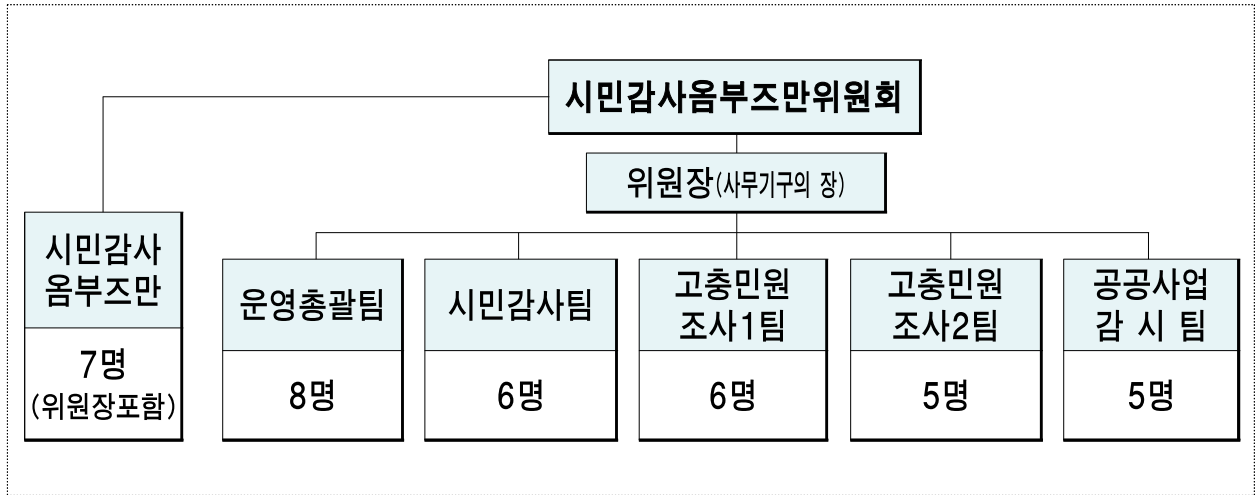 시민감사옴부즈만위원회
위원장(사무기구의 장)
시민감사
옴부즈만
7명
(위원장포함)
운영총괄팀
8명
시민감사팀
6명
고충민원
조사1팀
6명
고충민원
조사2팀
5명
공공사업
감 시 팀
5명